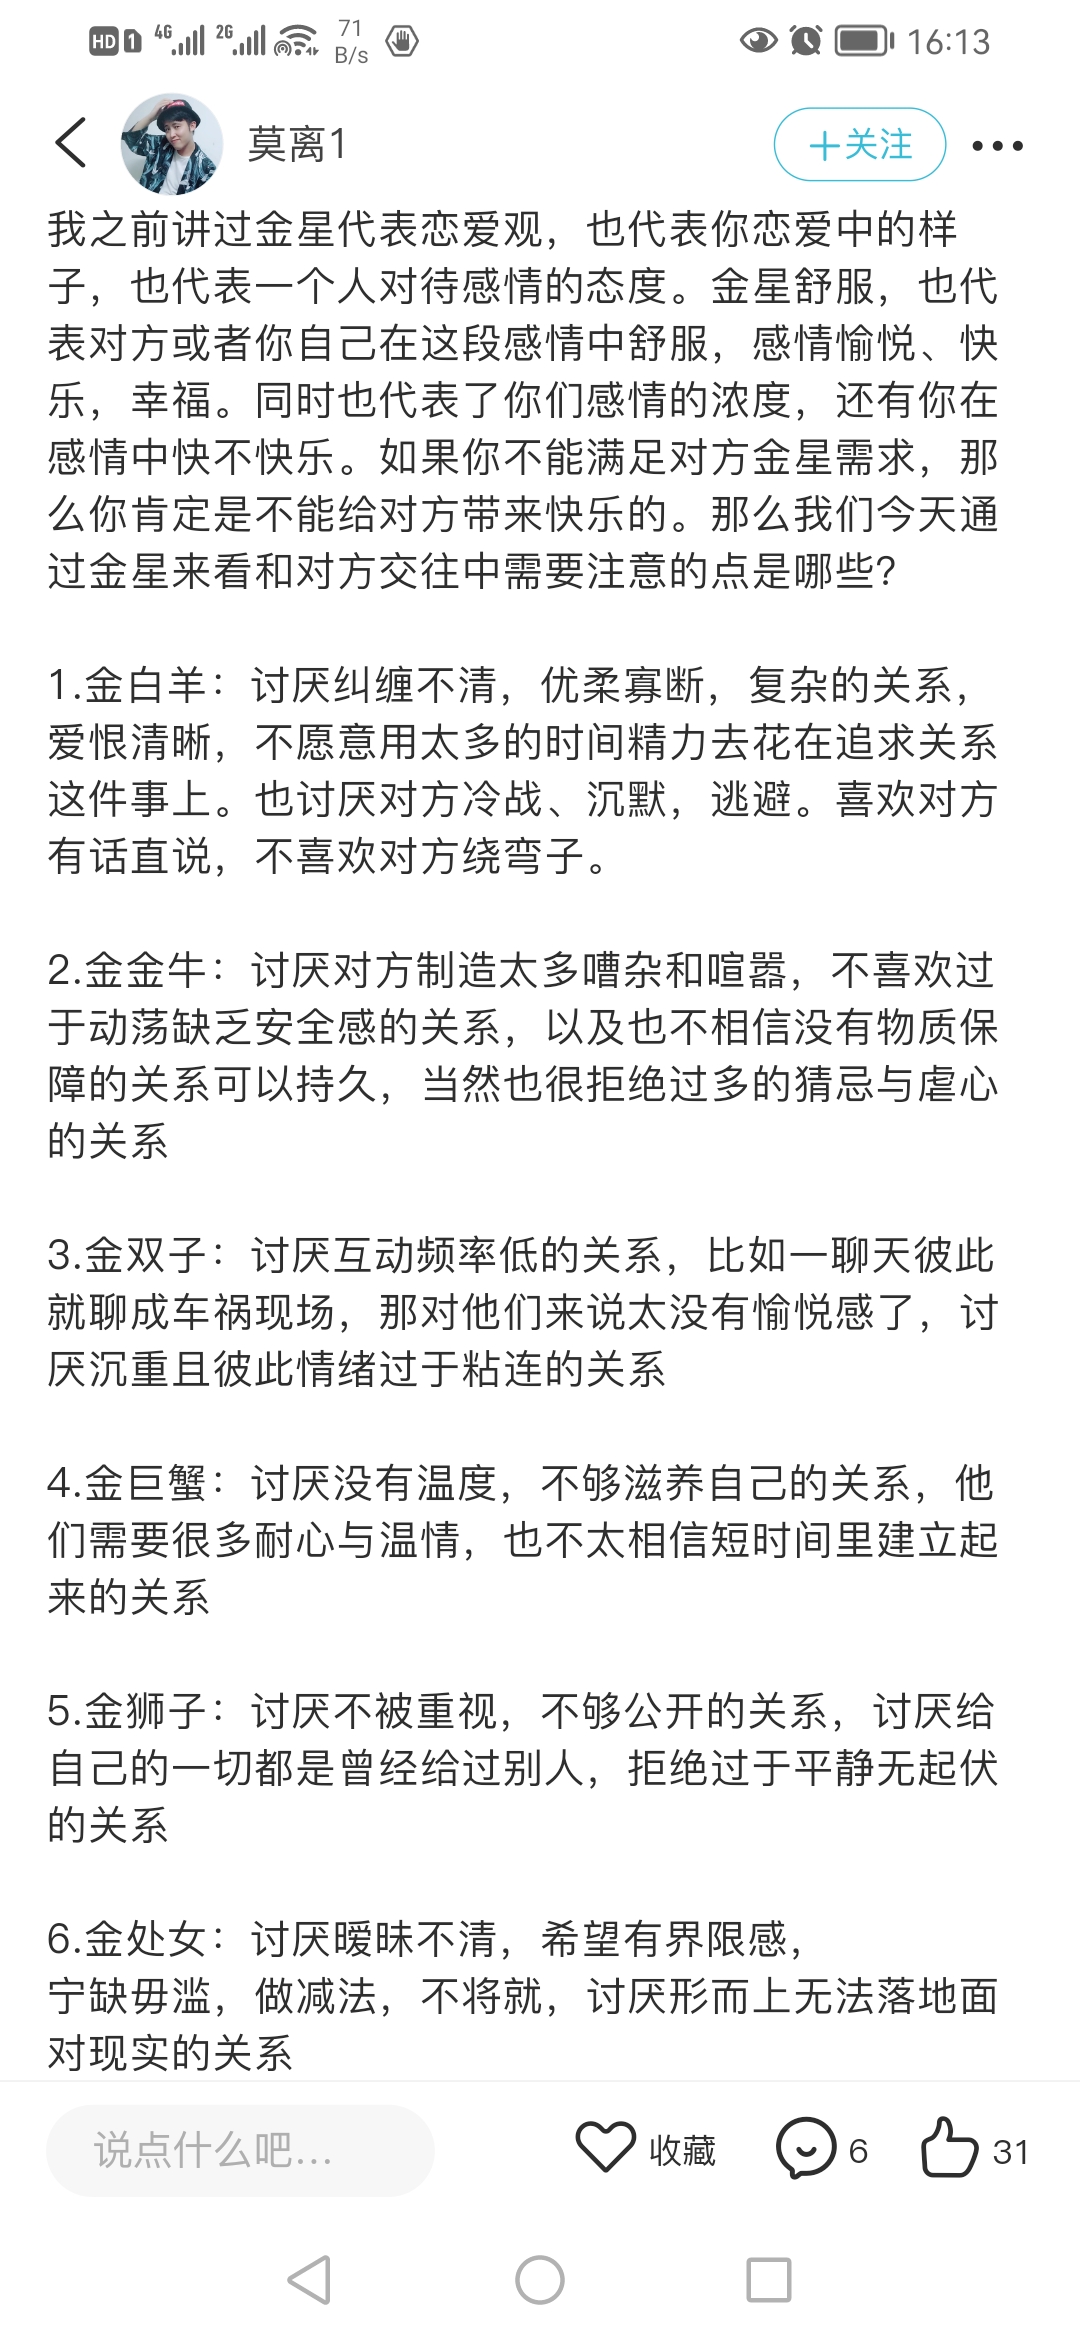 HD 1 4G 2G 71 B/s 16:13
莫离1 +关注
我之前讲过金星代表恋爱观，也代表你恋爱中的样
子，也代表一个人对待感情的态度。金星舒服，也代
表对方或者你自己在这段感情中舒服，感情愉悦、快
乐，幸福。同时也代表了你们感情的浓度，还有你在
感情中快不快乐。如果你不能满足对方金星需求，那
么你肯定是不能给对方带来快乐的。那么我们今天通
过金星来看和对方交往中需要注意的点是哪些?
1.金白羊：讨厌纠缠不清，优柔寡断，复杂的关系，
爱恨清晰，不愿意用太多的时间精力去花在追求关系
这件事上。也讨厌对方冷战、沉默，逃避。喜欢对方
有话直说，不喜欢对方绕弯子。
2.金金牛：讨厌对方制造太多嘈杂和喧嚣，不喜欢过
于动荡缺乏安全感的关系，以及也不相信没有物质保
障的关系可以持久，当然也很拒绝过多的猜忌与虐心
的关系
3.金双子：讨厌互动频率低的关系，比如一聊天彼此
就聊成车祸现场，那对他们来说太没有愉悦感了，讨
厌沉重且彼此情绪过于粘连的关系
4.金巨蟹：讨厌没有温度，不够滋养自己的关系，他
们需要很多耐心与温情，也不太相信短时间里建立起
来的关系
5.金狮子：讨厌不被重视，不够公开的关系，讨厌给
自己的一切都是曾经给过别人，拒绝过于平静无起伏
的关系
6.金处女：讨厌暧昧不清，希望有界限感，
宁缺毋滥，做减法，不将就，讨厌形而上无法落地面
对现实的关系
说点什么吧... 收藏 6 31